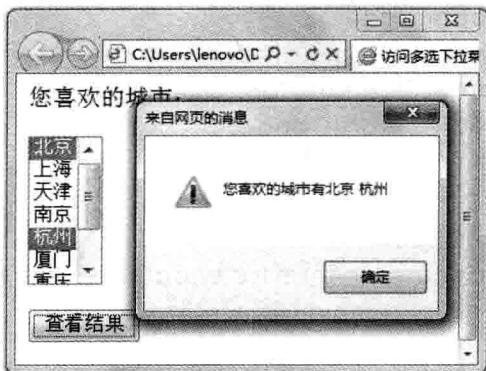 C:\Users\lenovo\D
访问多选下拉菜
您喜欢的城市:
来自网页的消息
北京
上海
天津
南京
杭州
厦门
重庆
您喜欢的城市有北京 杭州
确定
查看结果